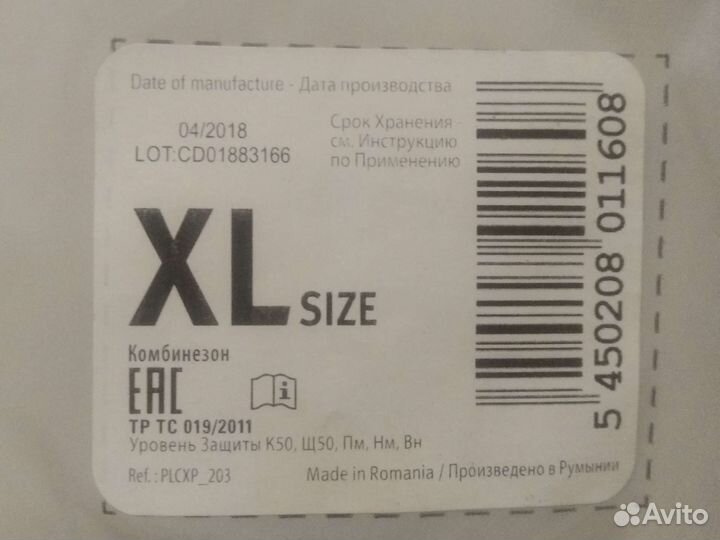 Date of manufacture - Дата производства
04/2018
LOT:CD01883166
Срок Хранения -
см. Инструкцию
по Применению
XL SIZE
Комбинезон
EAC
ТР ТС 019/2011
Уровень Защиты К50, Щ50, Пм, Нм, Вн
Ref.: PLCXP_203
Made in Romania / Произведено в Румынии
5 450208 011608
Avito